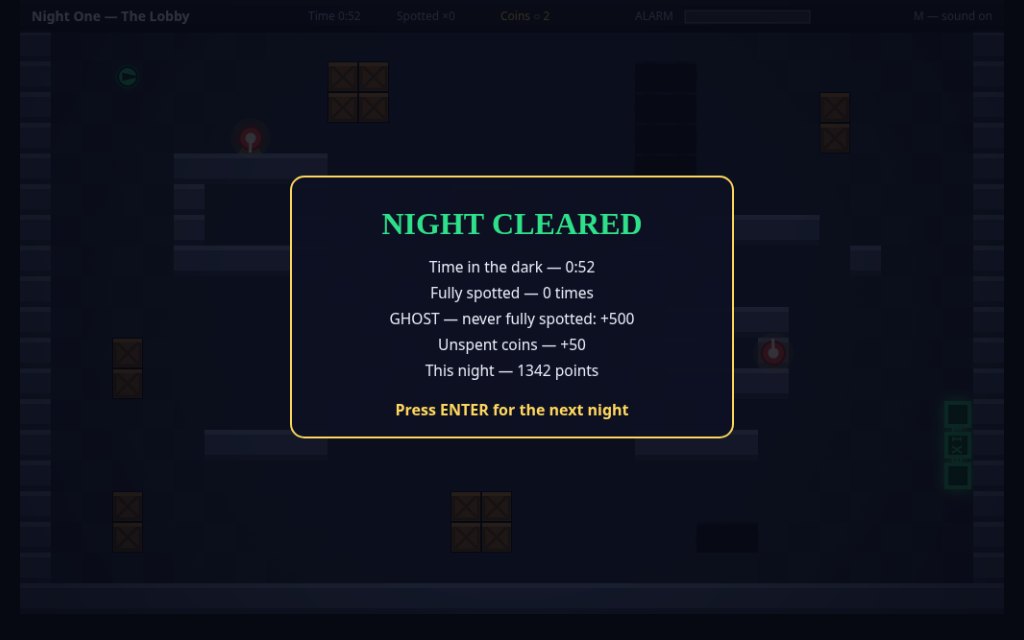 Night One — The Lobby
Time 0:52
Spotted ×0
Coins ○ 2
ALARM
M — sound on
NIGHT CLEARED
Time in the dark — 0:52
Fully spotted — 0 times
GHOST — never fully spotted: +500
Unspent coins — +50
This night — 1342 points
Press ENTER for the next night